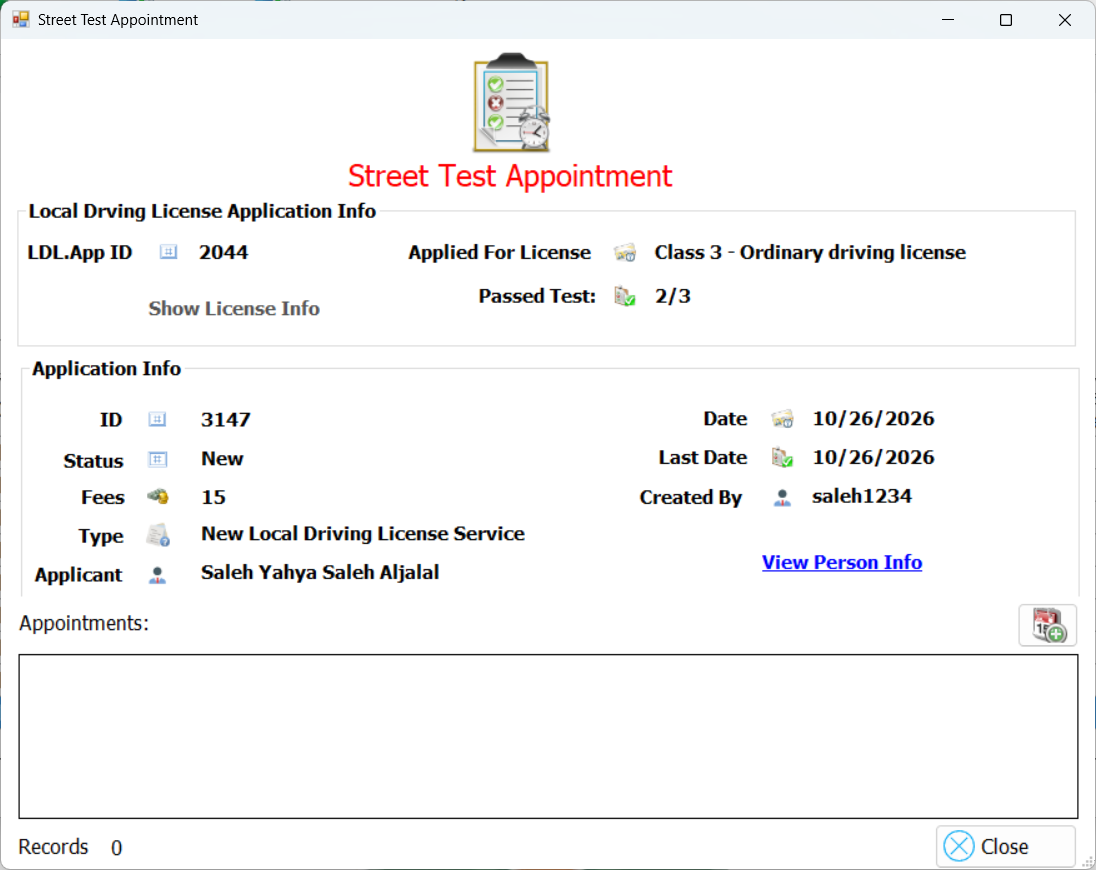 Street Test Appointment
Street Test Appointment
Local Drving License Application Info
LDL.App ID 2044 Applied For License Class 3 - Ordinary driving license
Show License Info Passed Test: 2/3
Application Info
ID 3147 Date 10/26/2026
Status New Last Date 10/26/2026
Fees 15 Created By saleh1234
Type New Local Driving License Service
View Person Info
Applicant Saleh Yahya Saleh Aljalal
Appointments:
Records 0
Close